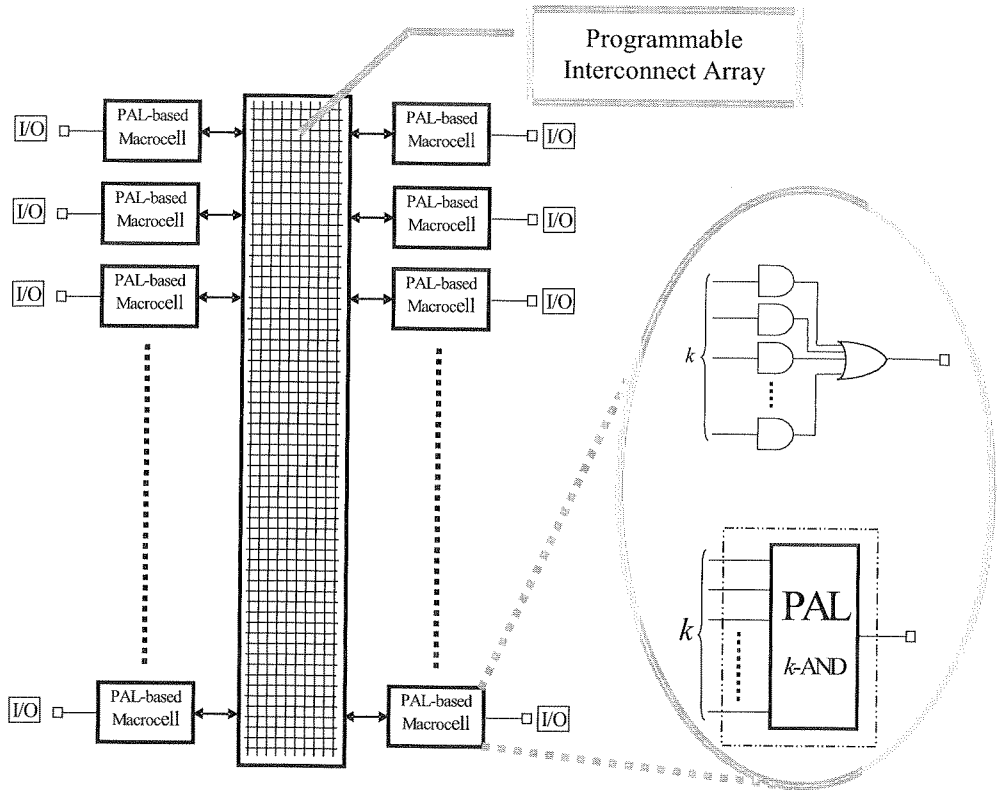 Programmable
Interconnect Array
I/O
PAL-based
Macrocell
PAL-based
Macrocell
I/O
I/O
PAL-based
Macrocell
PAL-based
Macrocell
I/O
I/O
PAL-based
Macrocell
PAL-based
Macrocell
I/O
k
k
PAL
k-AND
I/O
PAL-based
Macrocell
PAL-based
Macrocell
I/O